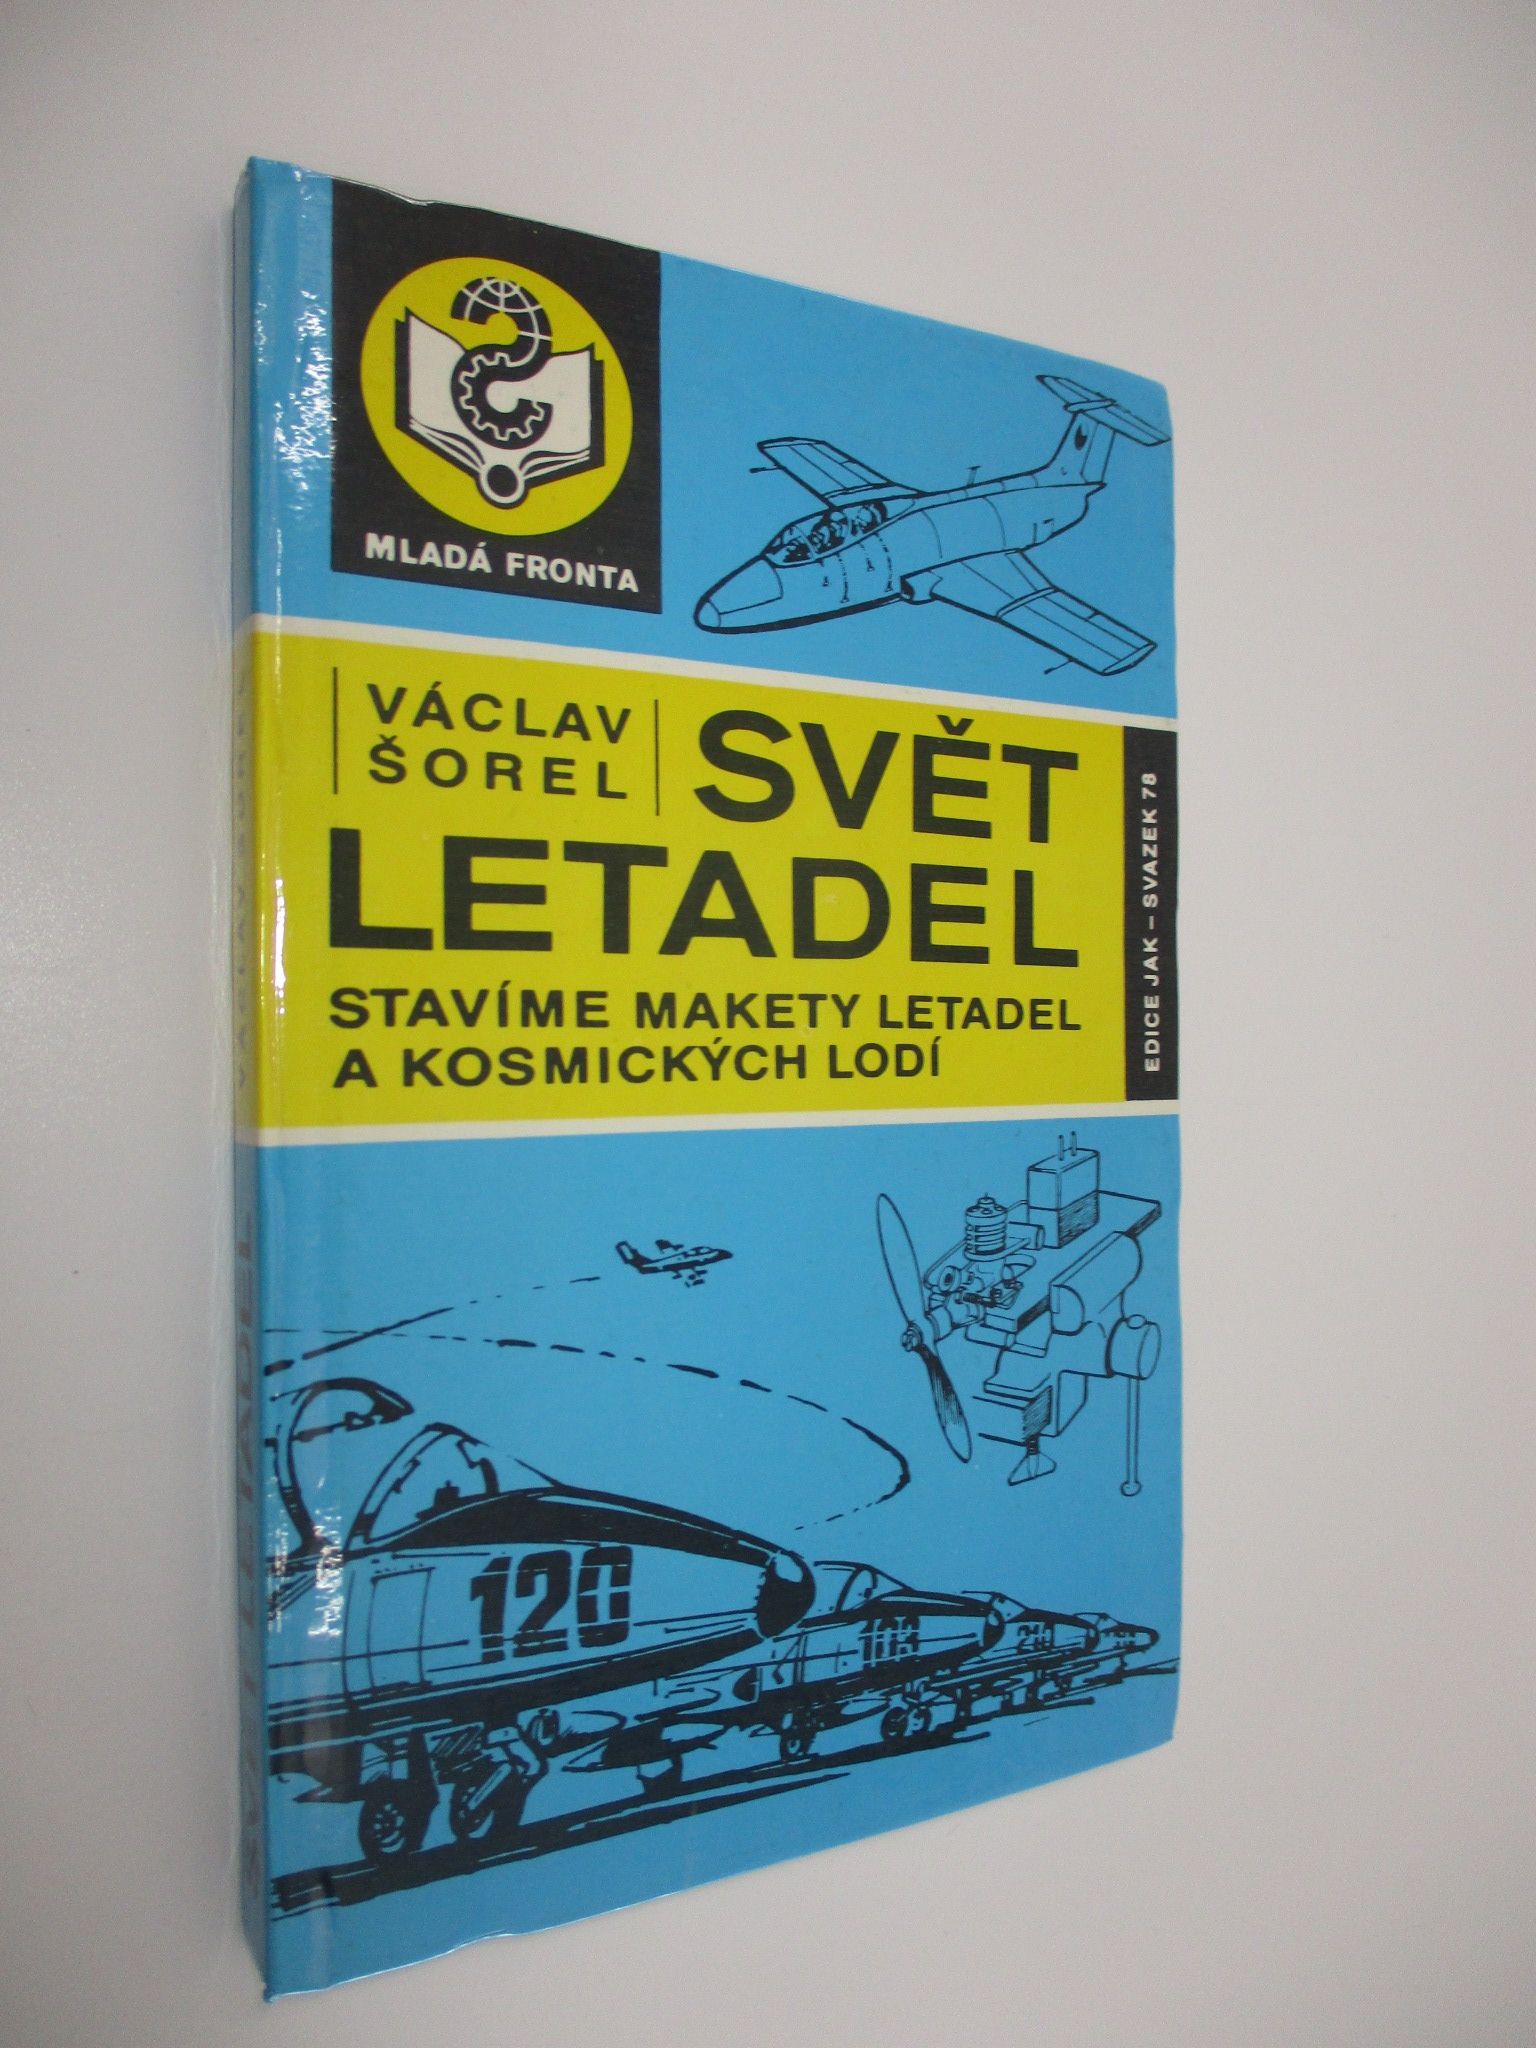 MLADÁ FRONTA
VÁCLAV
ŠOREL
SVĚT
LETADEL
STAVÍME MAKETY LETADEL
A KOSMICKÝCH LODÍ
EDICE JAK – SVAZEK 78
120